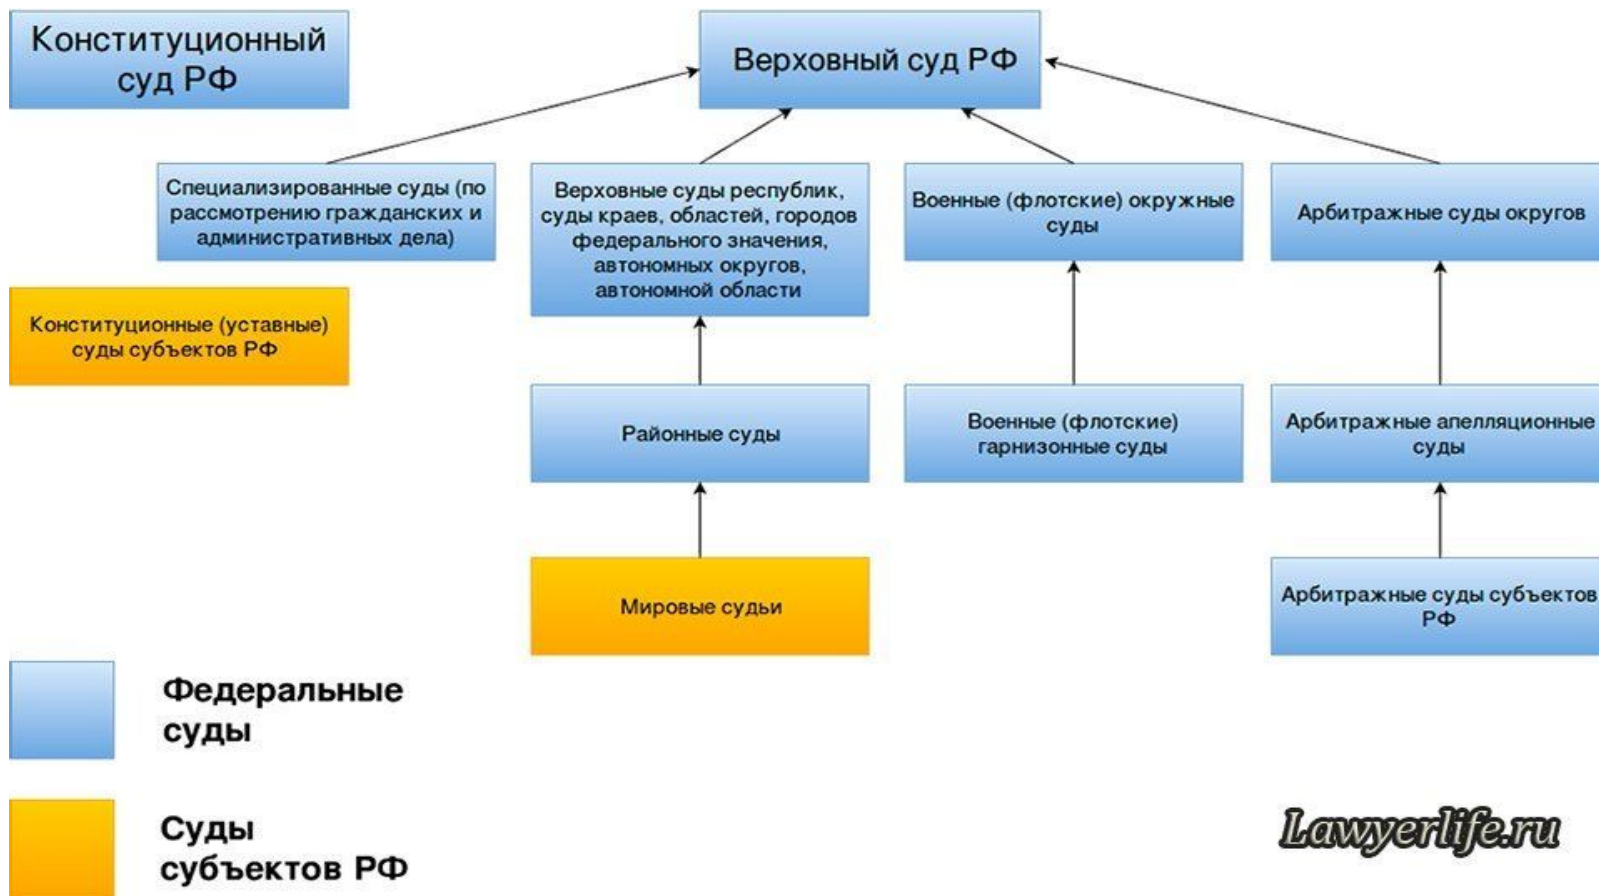 Конституционный
суд РФ
Верховный суд РФ
Специализированные суды (по
рассмотрению гражданских и
административных дела)
Верховные суды республик,
суды краев, областей, городов
федерального значения,
автономных округов,
автономной области
Военные (флотские) окружные
суды
Арбитражные суды округов
Конституционные (уставные)
суды субъектов РФ
Районные суды
Военные (флотские)
гарнизонные суды
Арбитражные апелляционные
суды
Мировые судьи
Арбитражные суды субъектов
РФ
Федеральные
суды
Суды
субъектов РФ
Lawyerlife.ru